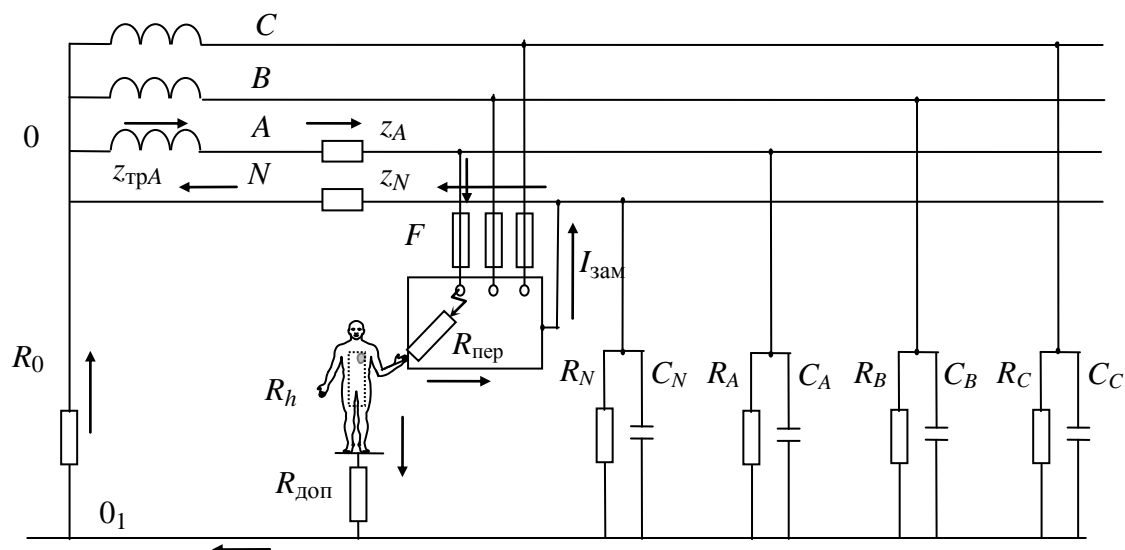 C
B
0 A z_A
z_трA N z_N
F
I_зам
R_пер
R_0 R_h R_N C_N R_A C_A R_B C_B R_C C_C
R_доп
0_1